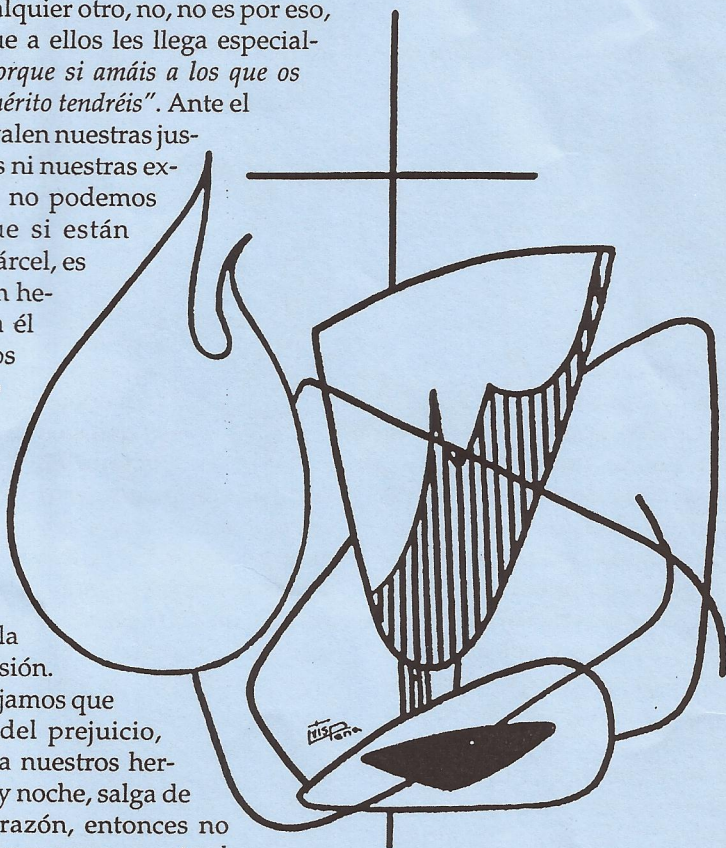 alquier otro, no, no es por eso,
ue a ellos les llega especial-
orque si amáis a los que os
érito tendréis". Ante el
valen nuestras jus-
s ni nuestras ex-
no podemos
ue si están
árcel, es
n he-
n él
os
la
sión.
jamos que
del prejuicio,
a nuestros her-
y noche, salga de
razón, entonces no